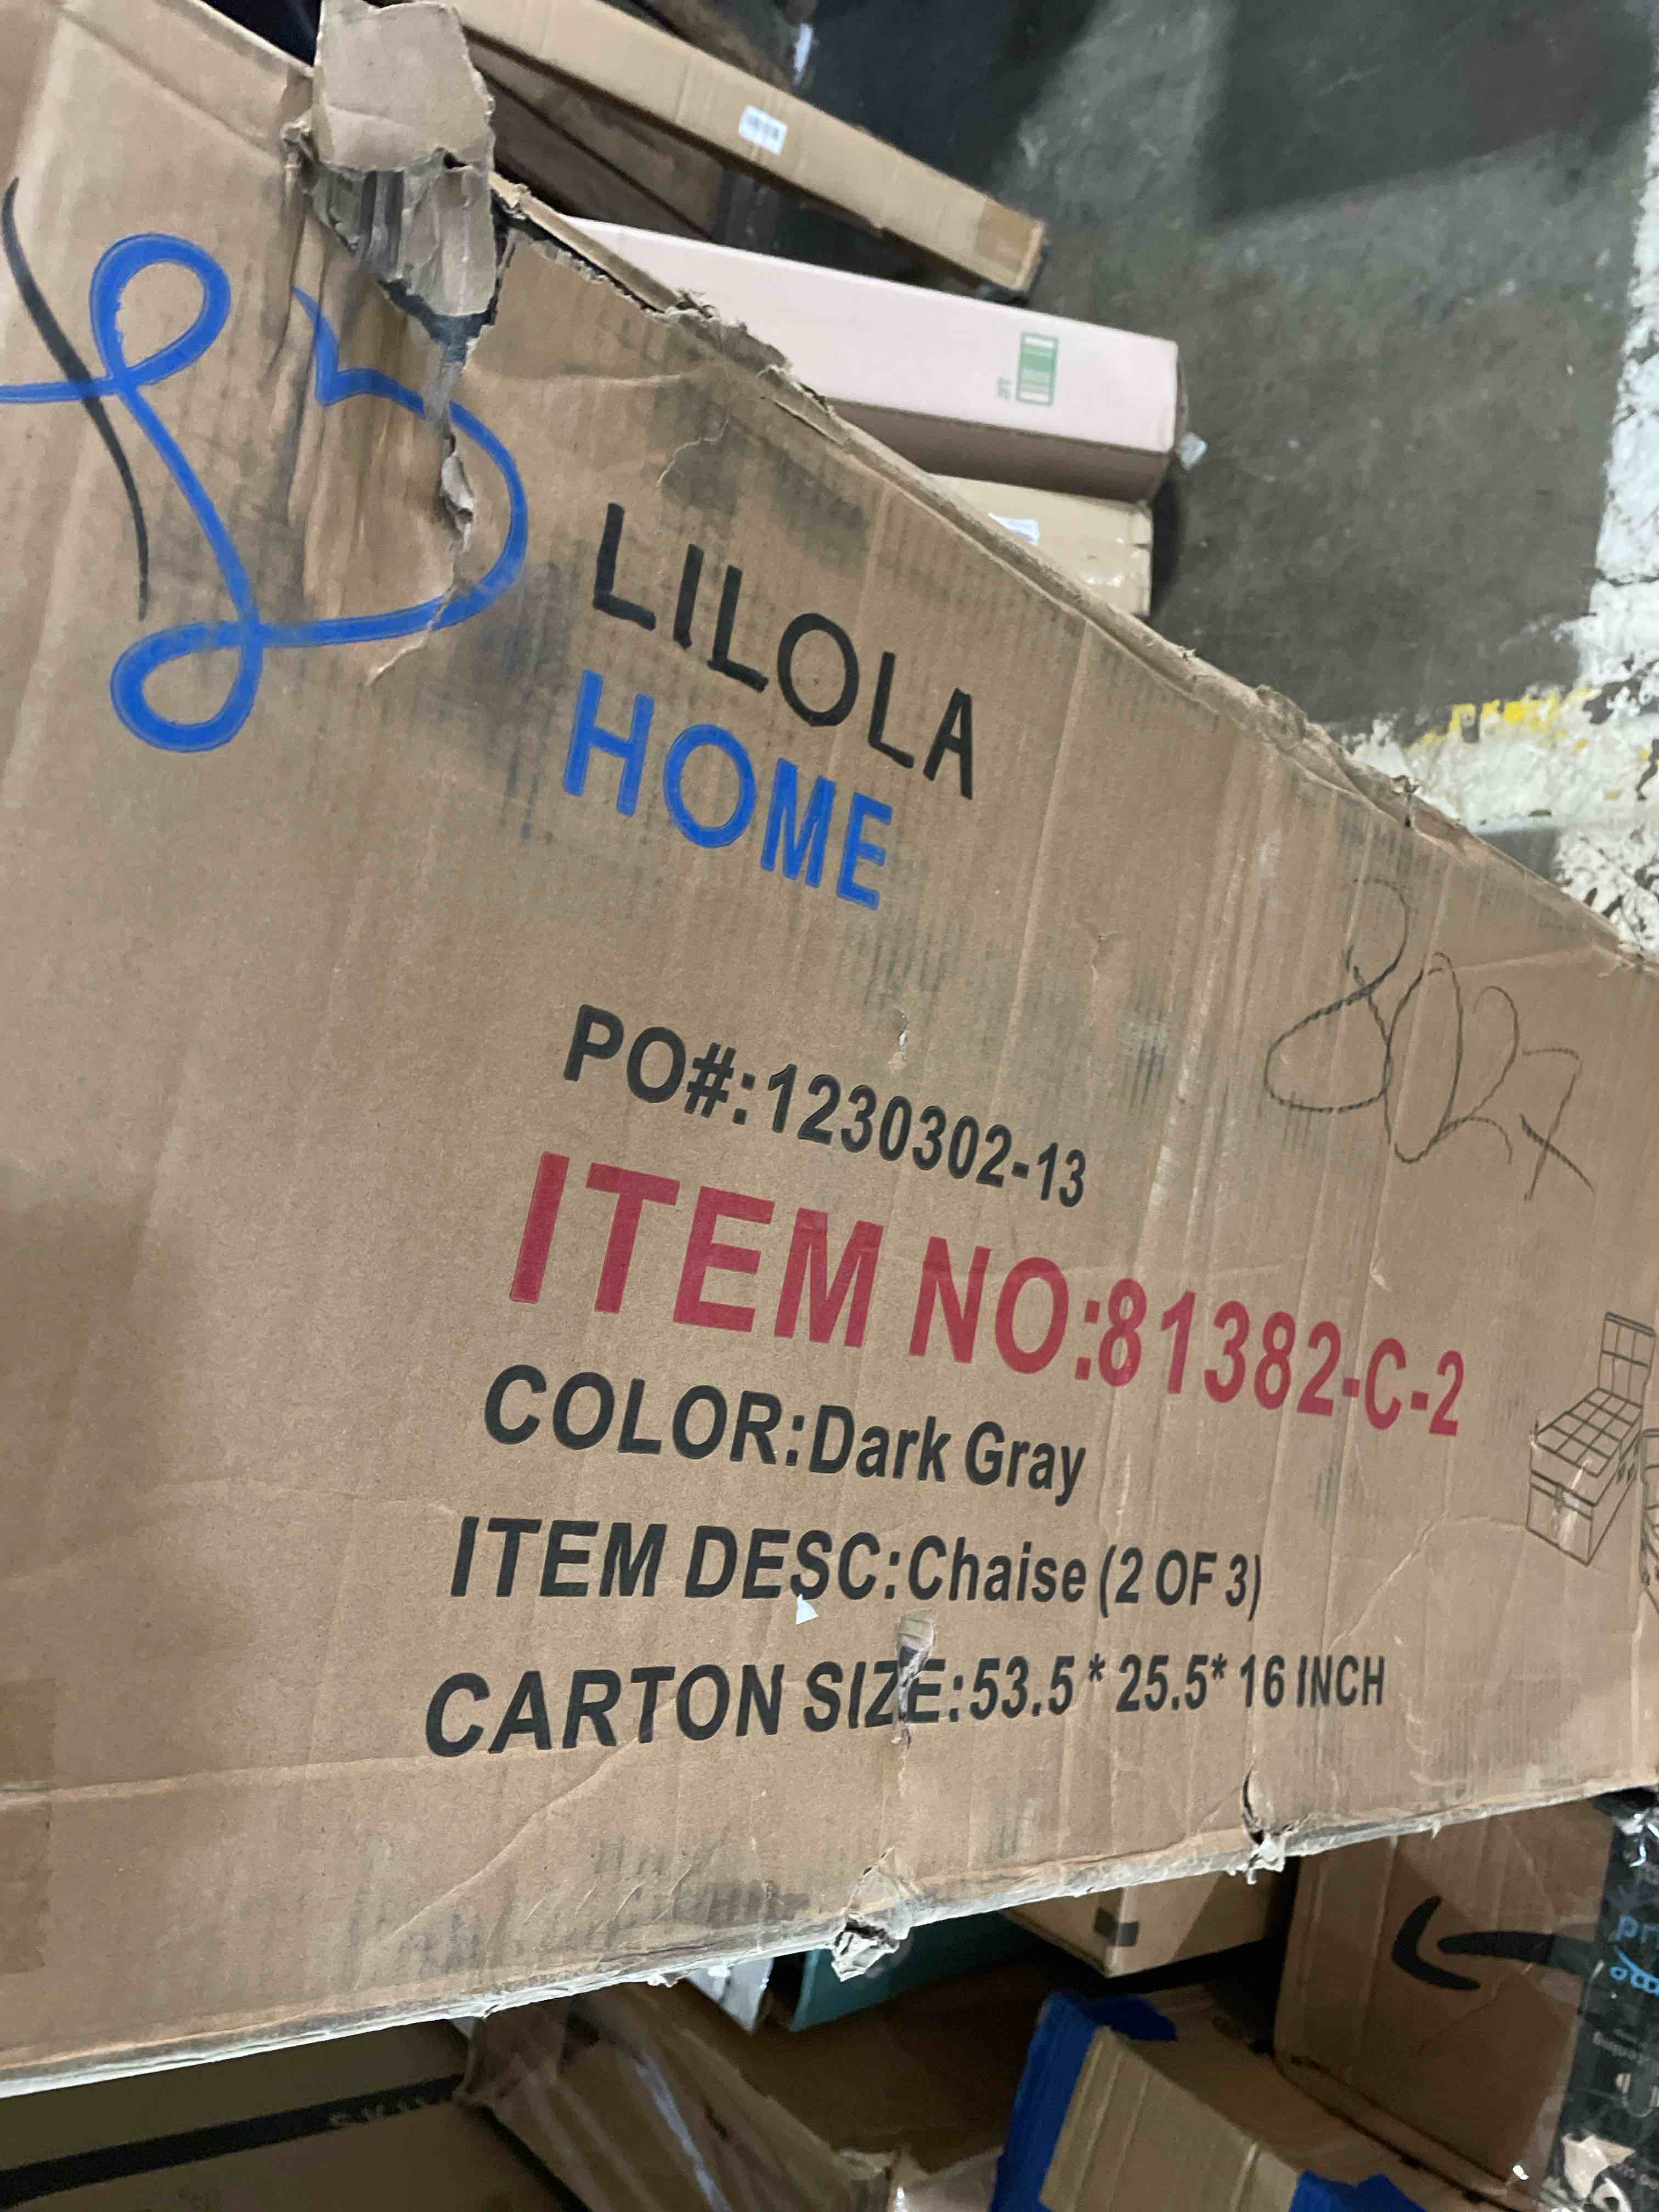 LILOLA
HOME
8027
PO#:1230302-13
ITEM NO:81382-C-2
COLOR:Dark Gray
ITEM DESC:Chaise (2 OF 3)
CARTON SIZE:53.5 * 25.5* 16 INCH